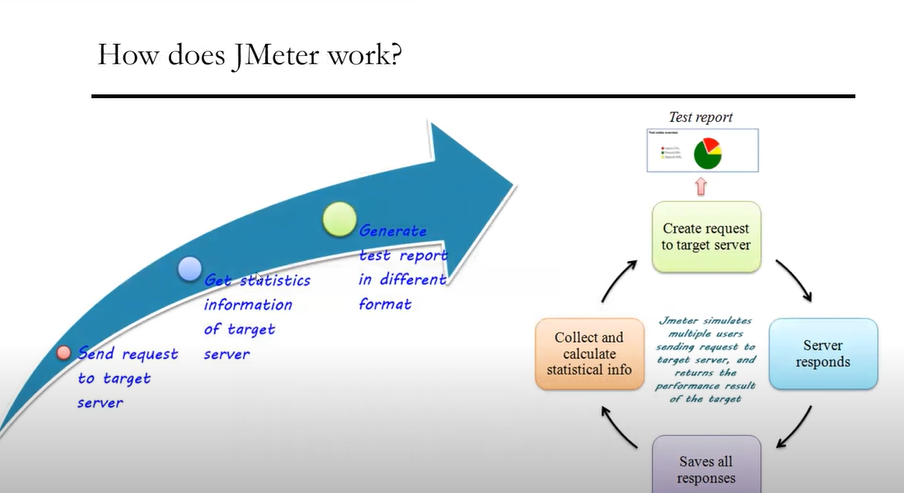 How does JMeter work?
Test report
Generate
test report
in different
format
Get statistics
information
of target
server
Send request
to target
server
Create request
to target server
Server
responds
Saves all
responses
Collect and
calculate
statistical info
Jmeter simulates
multiple users
sending request to
target server, and
returns the
performance result
of the target